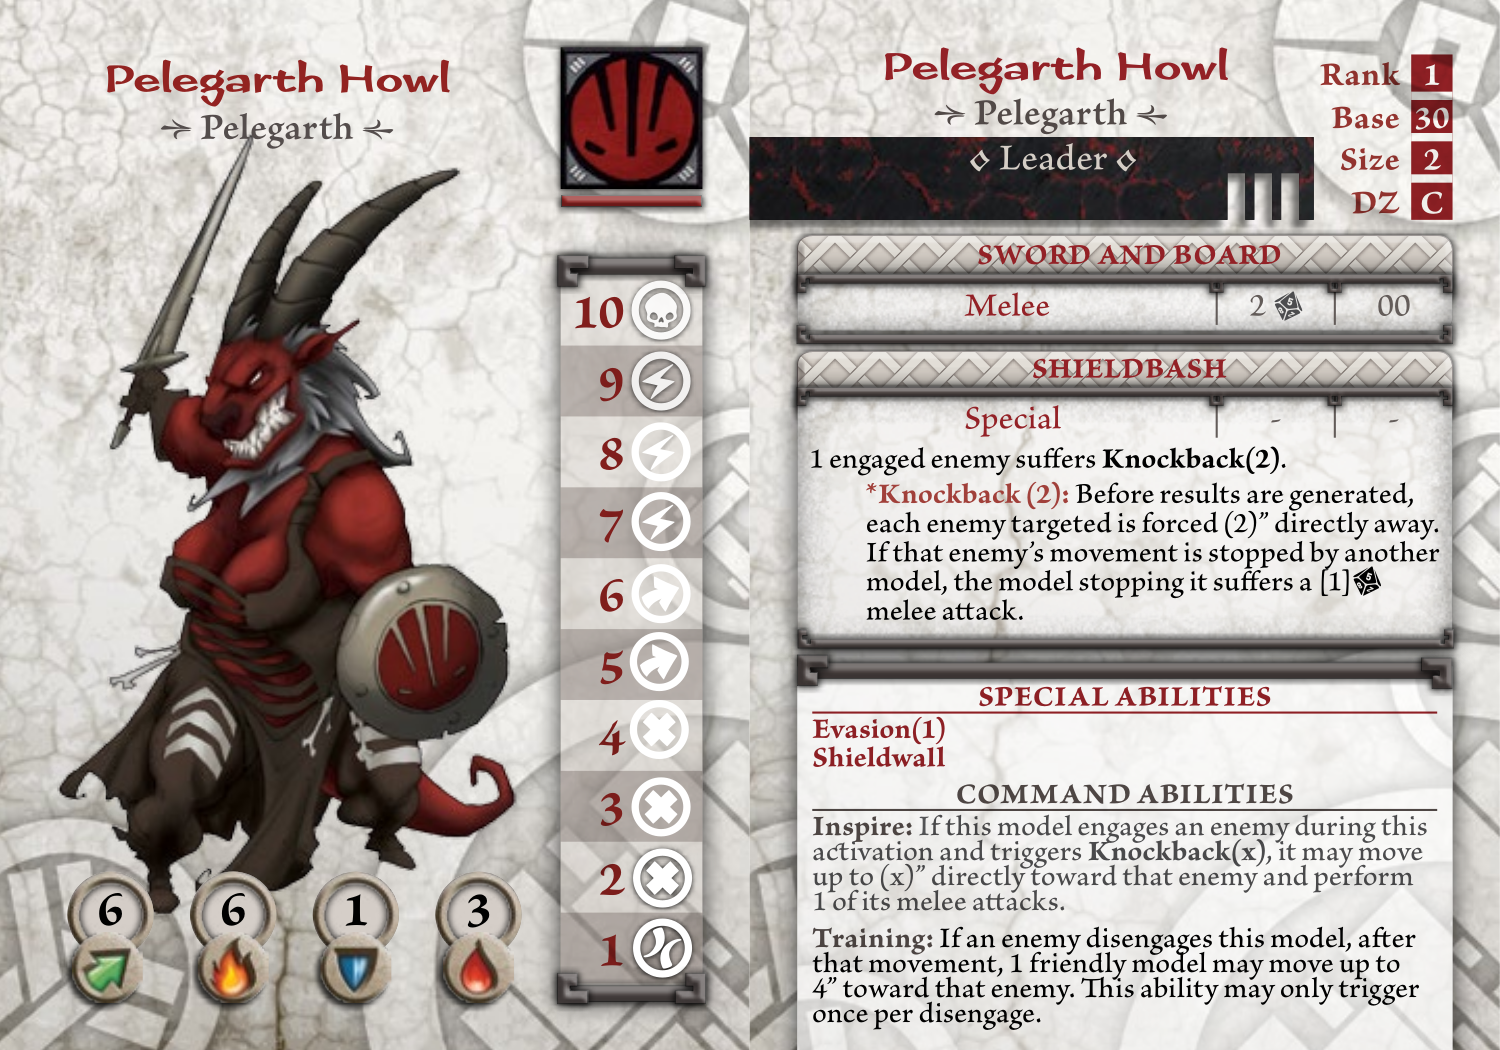 Pelegarth Howl
Pelegarth
10
9
8
7
6
5
4
3
2
1
6 6 1 3
Pelegarth Howl
Pelegarth
Leader
Rank 1
Base 30
Size 2
DZ C
SWORD AND BOARD
Melee 2 00
SHIELDBASH
Special - -
1 engaged enemy suffers Knockback(2).
*Knockback (2): Before results are generated,
each enemy targeted is forced (2)” directly away.
If that enemy’s movement is stopped by another
model, the model stopping it suffers a [1]
melee attack.
SPECIAL ABILITIES
Evasion(1)
Shieldwall
COMMAND ABILITIES
Inspire: If this model engages an enemy during this
activation and triggers Knockback(x), it may move
up to (x)” directly toward that enemy and perform
1 of its melee attacks.
Training: If an enemy disengages this model, after
that movement, 1 friendly model may move up to
4” toward that enemy. This ability may only trigger
once per disengage.